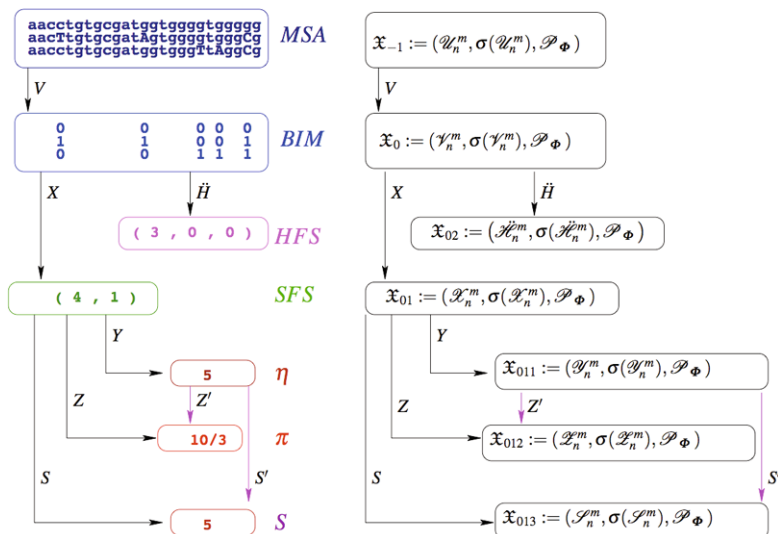 aacctgtgcgatggtggggtggggg
aacTtgtgcgatAgtggggtgggCg
aacctgtgcgatggtgggTtAggCg
MSA
𝔛₋₁ := (𝒰ₙᵐ, σ(𝒰ₙᵐ), 𝒫_Φ)
V
V
0 0 0 0 0
1 1 0 0 1
0 0 1 1 1
BIM
𝔛₀ := (𝒱ₙᵐ, σ(𝒱ₙᵐ), 𝒫_Φ)
X Ḧ
X Ḧ
( 3 , 0 , 0 ) HFS
𝔛₀₂ := (ℋ̈ₙᵐ, σ(ℋ̈ₙᵐ), 𝒫_Φ)
( 4 , 1 ) SFS
𝔛₀₁ := (𝒳ₙᵐ, σ(𝒳ₙᵐ), 𝒫_Φ)
Y
Y
5 η
𝔛₀₁₁ := (𝒴ₙᵐ, σ(𝒴ₙᵐ), 𝒫_Φ)
Z Z′
Z Z′
10/3 π
𝔛₀₁₂ := (𝒵ₙᵐ, σ(𝒵ₙᵐ), 𝒫_Φ)
S S′
S S
5 S
𝔛₀₁₃ := (𝒮ₙᵐ, σ(𝒮ₙᵐ), 𝒫_Φ)